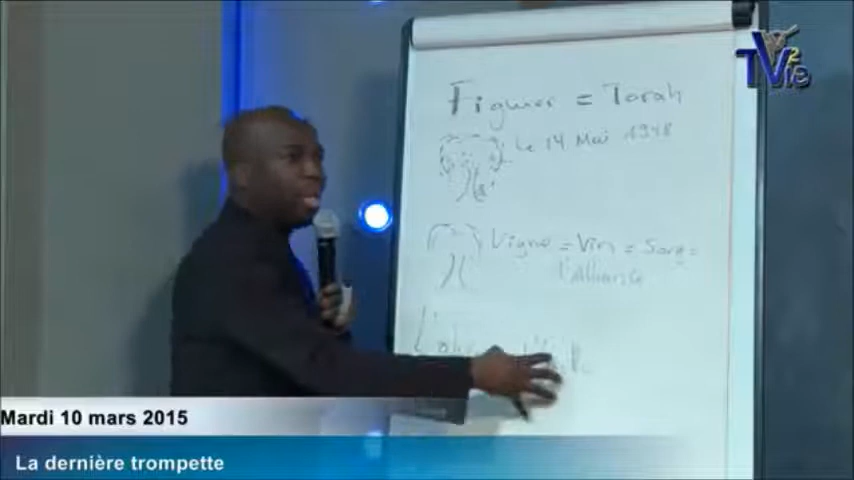 TV2Vie
Figuier = Torah
Le 14 Mai 1948
Vigne = Vin = Sang =
l'Alliance
Mardi 10 mars 2015
La dernière trompette